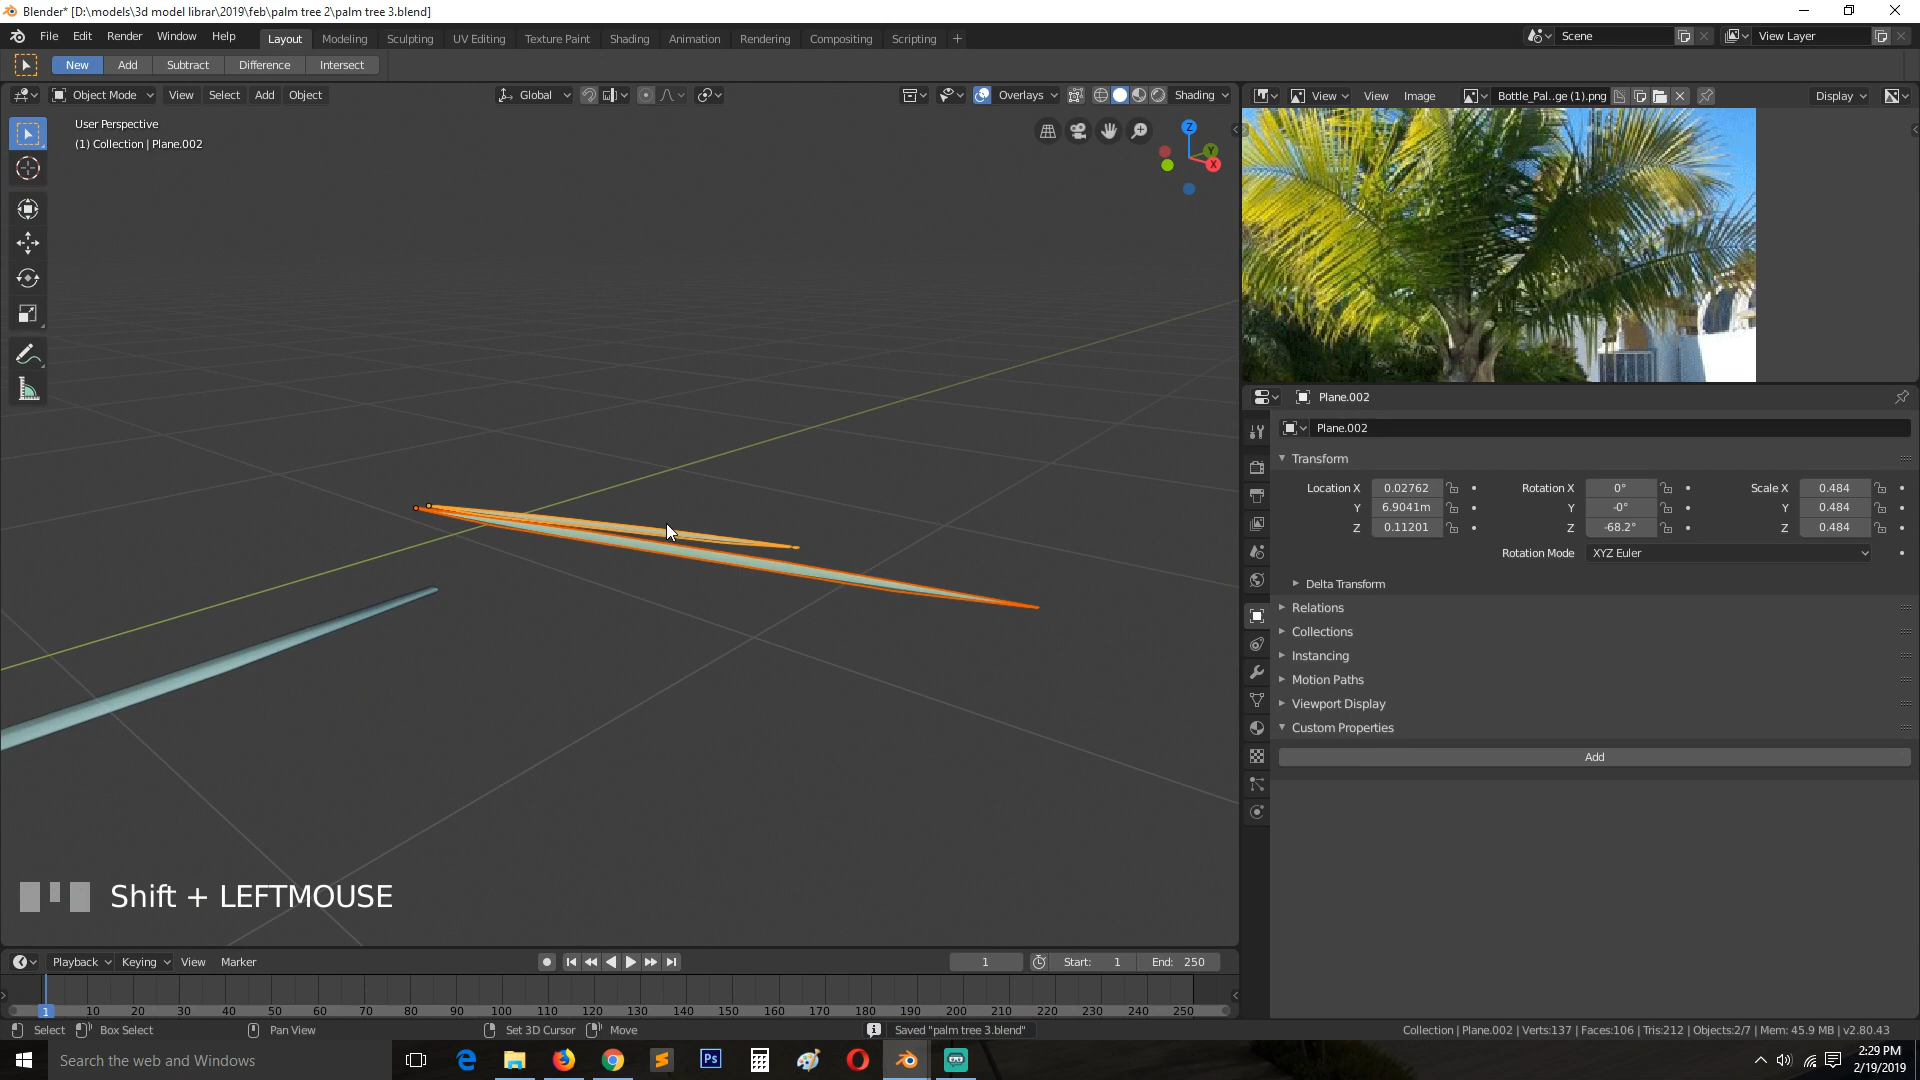 Blender* [D:\models\3d model librar\2019\feb\palm tree 2\palm tree 3.blend]
File Edit Render Window Help Layout Modeling Sculpting UV Editing Texture Paint Shading Animation Rendering Compositing Scripting + Scene View Layer
New Add Subtract Difference Intersect
Object Mode View Select Add Object Global Overlays Shading View View Image Bottle_Pal..ge (1).png Display
User Perspective
(1) Collection | Plane.002
Z
Y
X
Plane.002
Plane.002
Transform
Location X 0.02762 Rotation X 0° Scale X 0.484
Y 6.9041m Y -0° Y 0.484
Z 0.11201 Z -68.2° Z 0.484
Rotation Mode XYZ Euler
Delta Transform
Relations
Collections
Instancing
Motion Paths
Viewport Display
Custom Properties
Add
Shift + LEFTMOUSE
Playback Keying View Marker 1 Start: 1 End: 250
1 10 20 30 40 50 60 70 80 90 100 110 120 130 140 150 160 170 180 190 200 210 220 230 240 250
Select Box Select Pan View Set 3D Cursor Move Saved "palm tree 3.blend" Collection | Plane.002 | Verts:137 | Faces:106 | Tris:212 | Objects:2/7 | Mem: 45.9 MB | v2.80.43
Search the web and Windows Ps 2:29 PM
2/19/2019